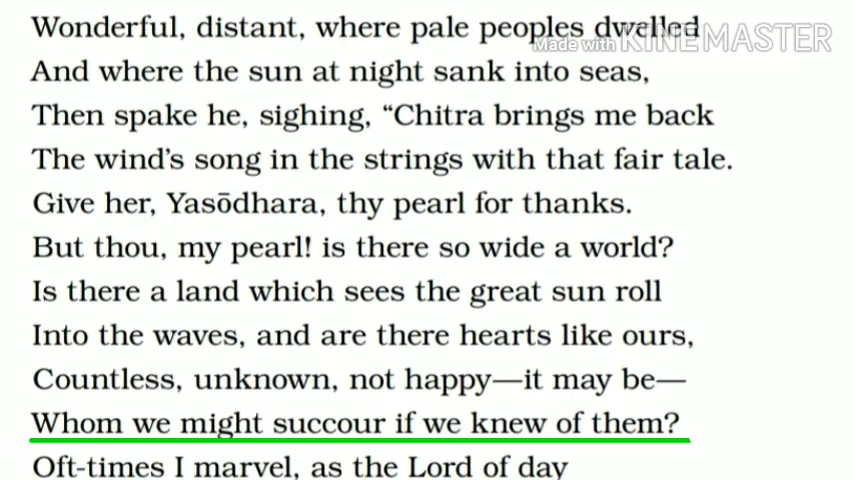 Wonderful, distant, where pale peoples dwelled
Made with KINEMASTER
And where the sun at night sank into seas,
Then spake he, sighing, “Chitra brings me back
The wind’s song in the strings with that fair tale.
Give her, Yasōdhara, thy pearl for thanks.
But thou, my pearl! is there so wide a world?
Is there a land which sees the great sun roll
Into the waves, and are there hearts like ours,
Countless, unknown, not happy—it may be—
Whom we might succour if we knew of them?
Oft-times I marvel, as the Lord of day